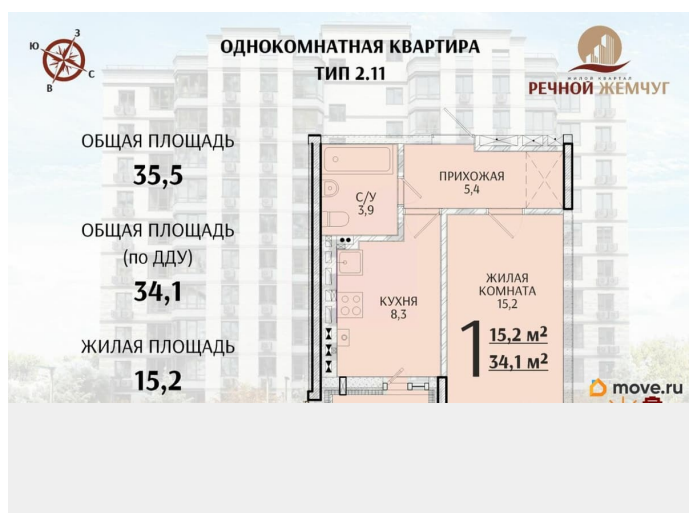 З
Ю
С
В
ОДНОКОМНАТНАЯ КВАРТИРА
ТИП 2.11
ЖИЛОЙ КВАРТАЛ
РЕЧНОЙ ЖЕМЧУГ
ОБЩАЯ ПЛОЩАДЬ
35,5
ОБЩАЯ ПЛОЩАДЬ
(по ДДУ)
34,1
ЖИЛАЯ ПЛОЩАДЬ
15,2
ПРИХОЖАЯ
5,4
С/У
3,9
КУХНЯ
8,3
ЖИЛАЯ
КОМНАТА
15,2
1
15,2 м²
34,1 м²
move.ru